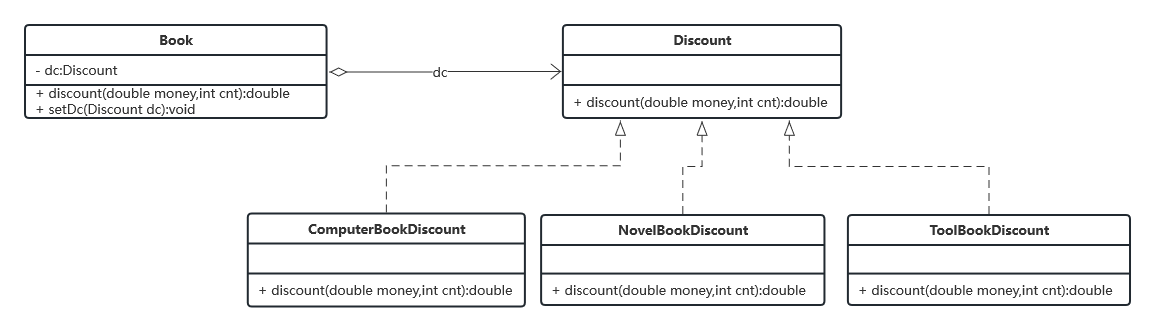 Book
- dc:Discount
+ discount(double money,int cnt):double
+ setDc(Discount dc):void
dc
Discount
+ discount(double money,int cnt):double
ComputerBookDiscount
+ discount(double money,int cnt):double
NovelBookDiscount
+ discount(double money,int cnt):double
ToolBookDiscount
+ discount(double money,int cnt):double